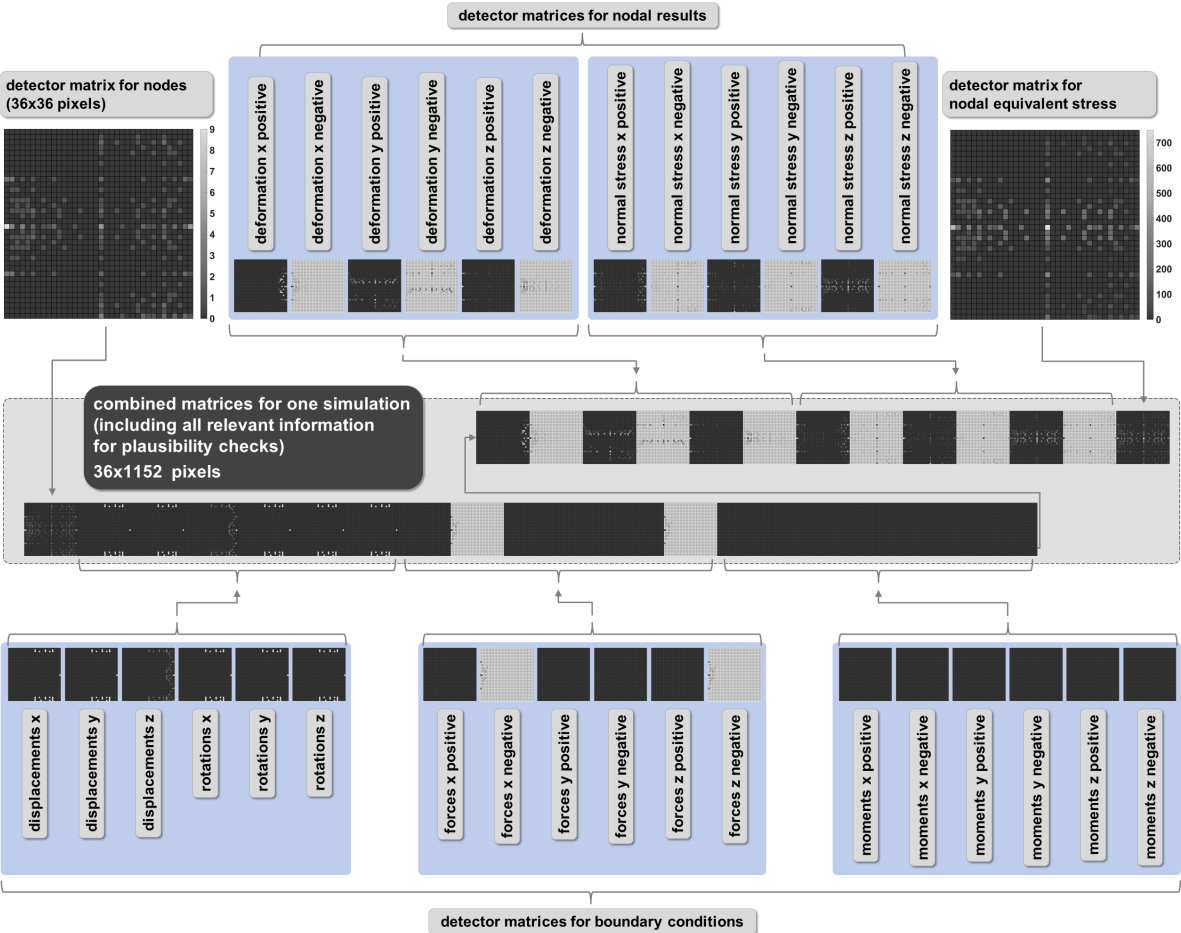 detector matrices for nodal results
detector matrix for nodes
(36x36 pixels)
9
8
7
6
5
4
3
2
1
0
deformation x positive
deformation x negative
deformation y positive
deformation y negative
deformation z positive
deformation z negative
normal stress x positive
normal stress x negative
normal stress y positive
normal stress y negative
normal stress z positive
normal stress z negative
detector matrix for
nodal equivalent stress
700
600
500
400
300
200
100
0
combined matrices for one simulation
(including all relevant information
for plausibility checks)
36x1152 pixels
displacements x
displacements y
displacements z
rotations x
rotations y
rotations z
forces x positive
forces x negative
forces y positive
forces y negative
forces z positive
forces z negative
moments x positive
moments x negative
moments y positive
moments y negative
moments z positive
moments z negative
detector matrices for boundary conditions